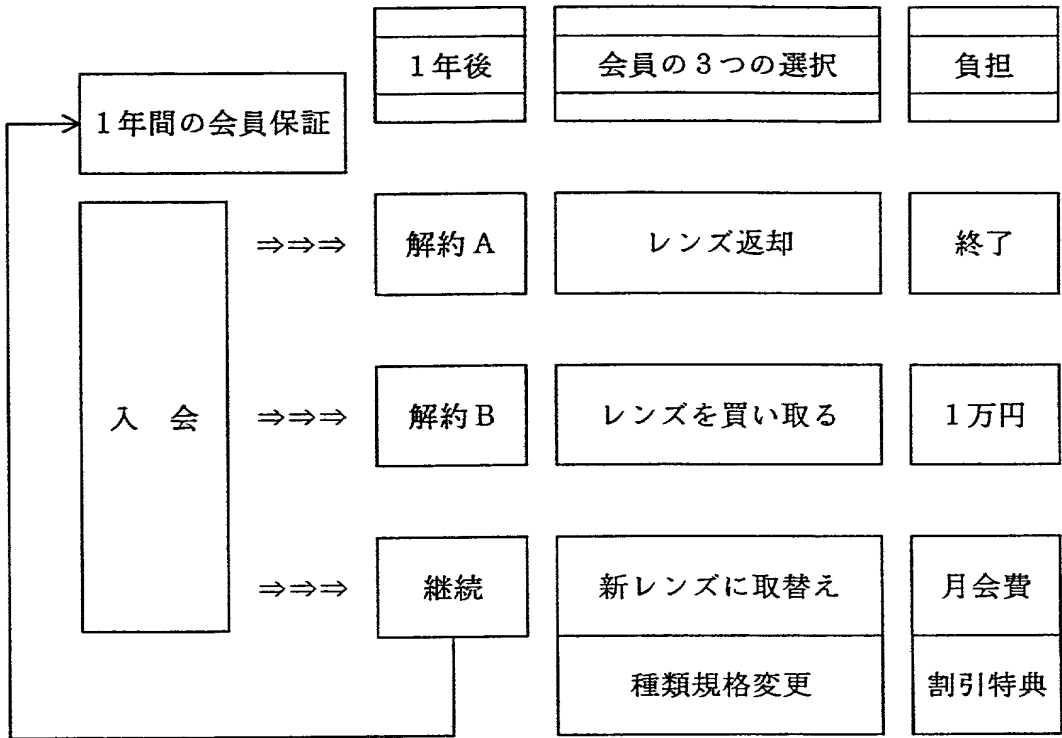 1年後 会員の3つの選択 負担
1年間の会員保証
⇒⇒⇒ 解約A レンズ返却 終了
入 会 ⇒⇒⇒ 解約B レンズを買い取る 1万円
⇒⇒⇒ 継続 新レンズに取替え 月会費
種類規格変更 割引特典